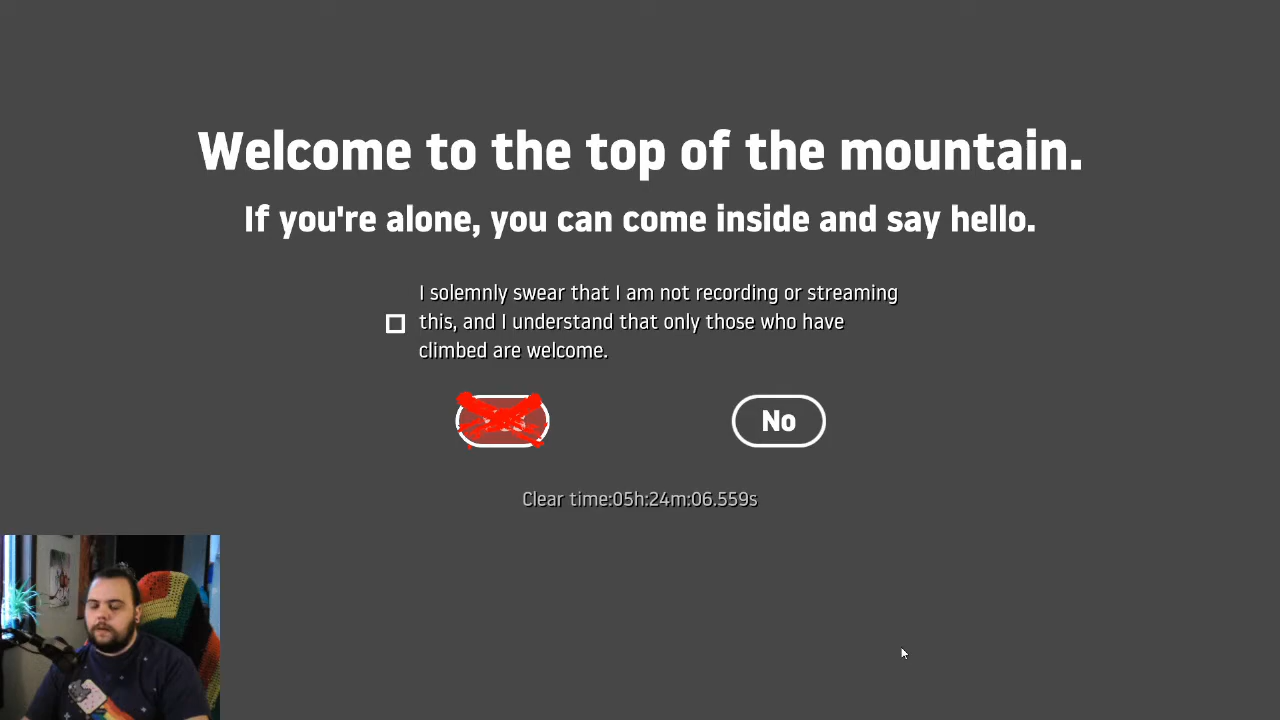 Welcome to the top of the mountain.
If you're alone, you can come inside and say hello.
I solemnly swear that I am not recording or streaming
this, and I understand that only those who have
climbed are welcome.
No
Clear time:05h:24m:06.559s